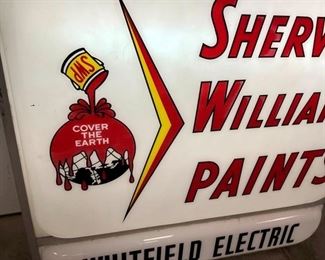 SHERW
WILLIA
PAINTS
SWP
COVER
THE
EARTH
WHITFIELD ELECTRIC